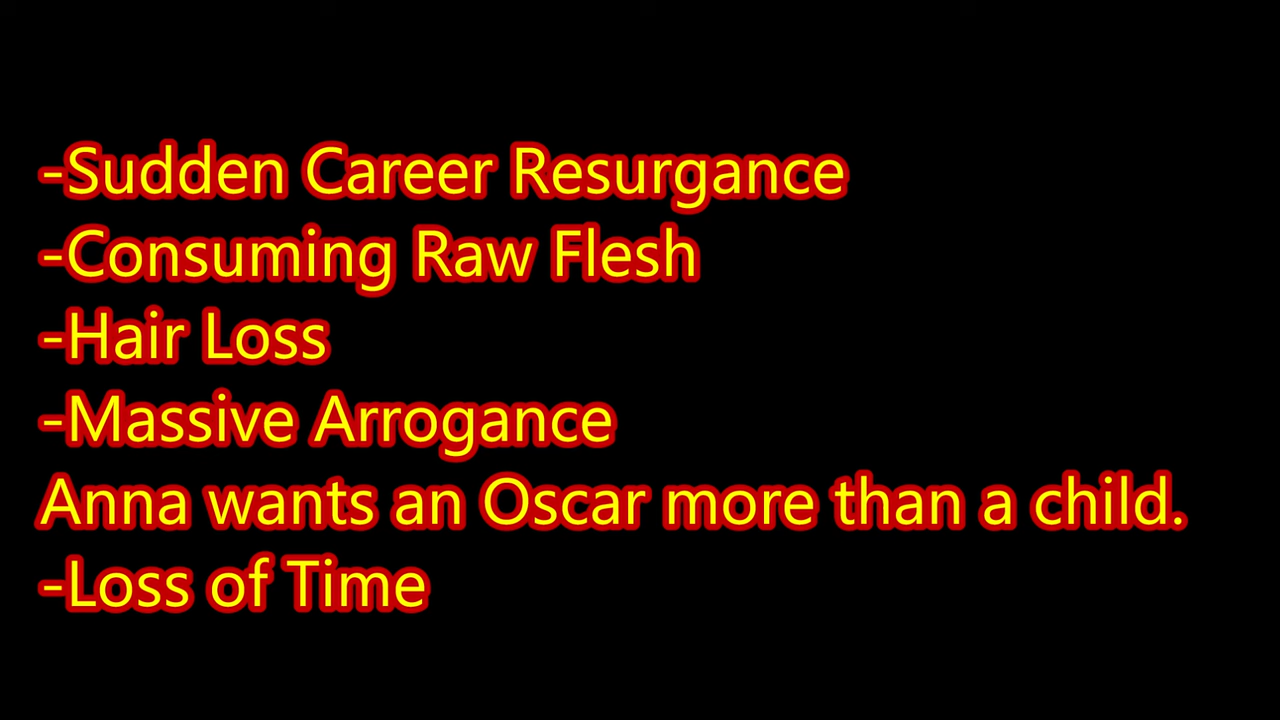 -Sudden Career Resurgance
-Consuming Raw Flesh
-Hair Loss
-Massive Arrogance
Anna wants an Oscar more than a child.
-Loss of Time